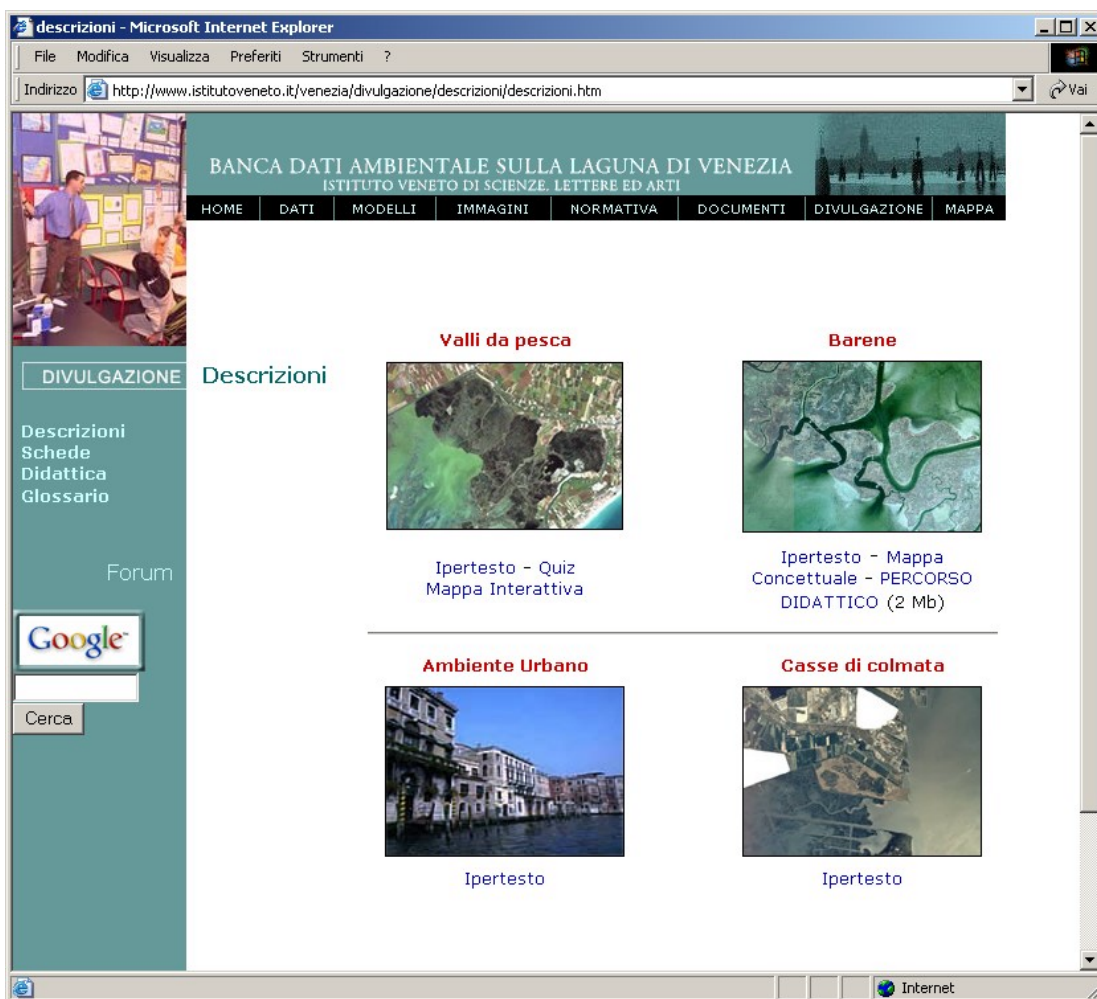 descrizioni - Microsoft Internet Explorer
File Modifica Visualizza Preferiti Strumenti ?
Indirizzo http://www.istitutoveneto.it/venezia/divulgazione/descrizioni/descrizioni.htm Vai
BANCA DATI AMBIENTALE SULLA LAGUNA DI VENEZIA
ISTITUTO VENETO DI SCIENZE, LETTERE ED ARTI
HOME DATI MODELLI IMMAGINI NORMATIVA DOCUMENTI DIVULGAZIONE MAPPA
DIVULGAZIONE
Descrizioni
Schede
Didattica
Glossario
Forum
Google
Cerca
Descrizioni
Valli da pesca
Ipertesto - Quiz
Mappa Interattiva
Barene
Ipertesto - Mappa
Concettuale - PERCORSO
DIDATTICO (2 Mb)
Ambiente Urbano
Ipertesto
Casse di colmata
Ipertesto
Internet